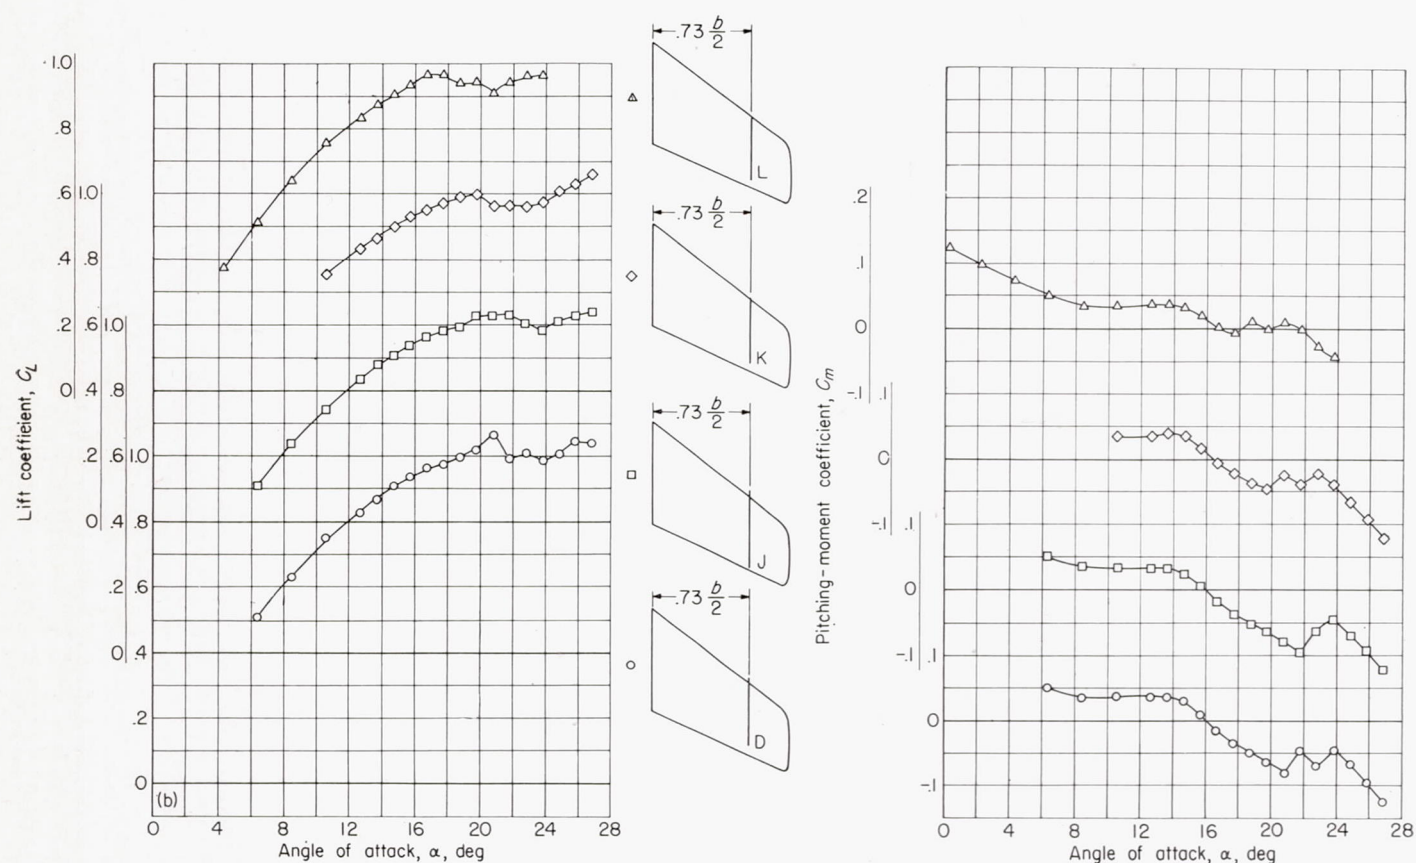 1.0
.8
.6 1.0
.4 .8
.2 .6 1.0
0 .4 .8
.2 .6 1.0
0 .4 .8
.2 .6
0 .4
.2
0
Lift coefficient, C_L
(b)
0 4 8 12 16 20 24 28
Angle of attack, α, deg
.73 b/2
L
.73 b/2
K
.73 b/2
J
.73 b/2
D
.2
.1
0
-.1 .1
0
-.1 .1
0
-.1 .1
0
-.1
Pitching-moment coefficient, C_m
0 4 8 12 16 20 24 28
Angle of attack, α, deg